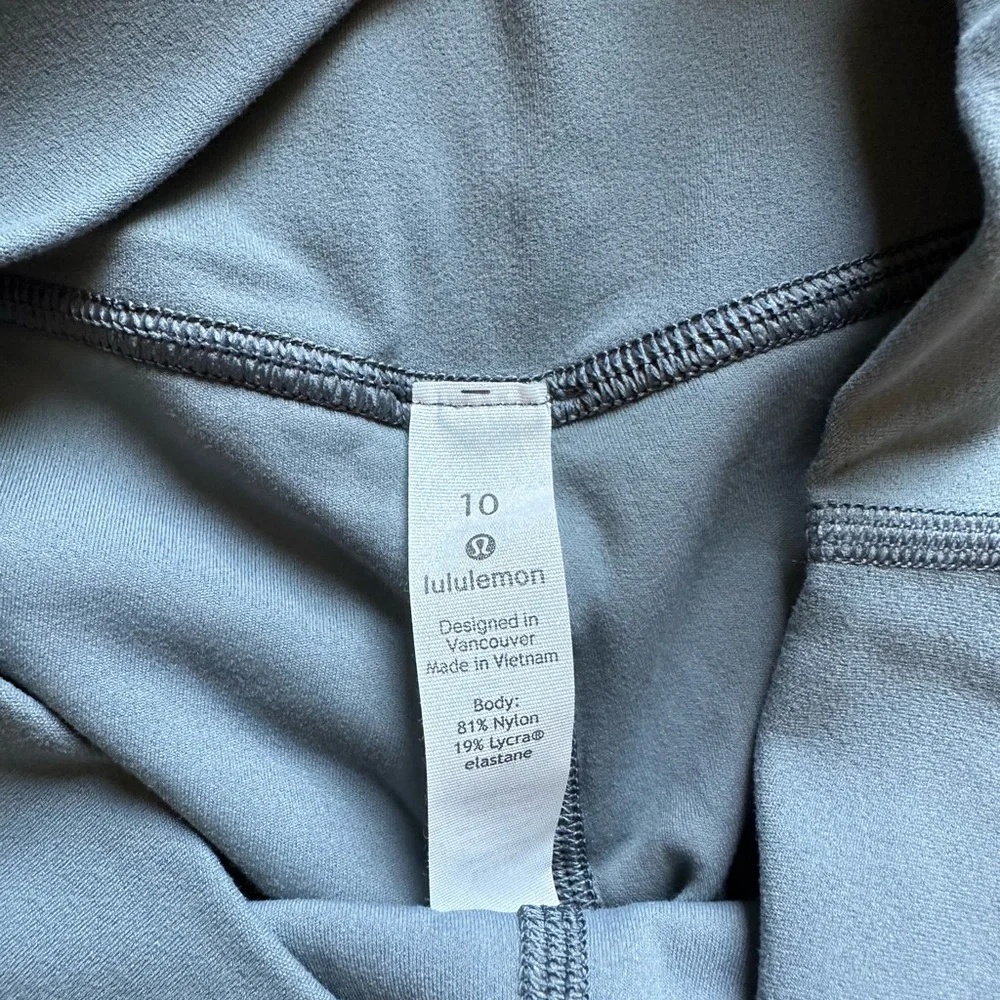 10
lululemon
Designed in
Vancouver
Made in Vietnam
Body:
81% Nylon
19% Lycra®
elastane